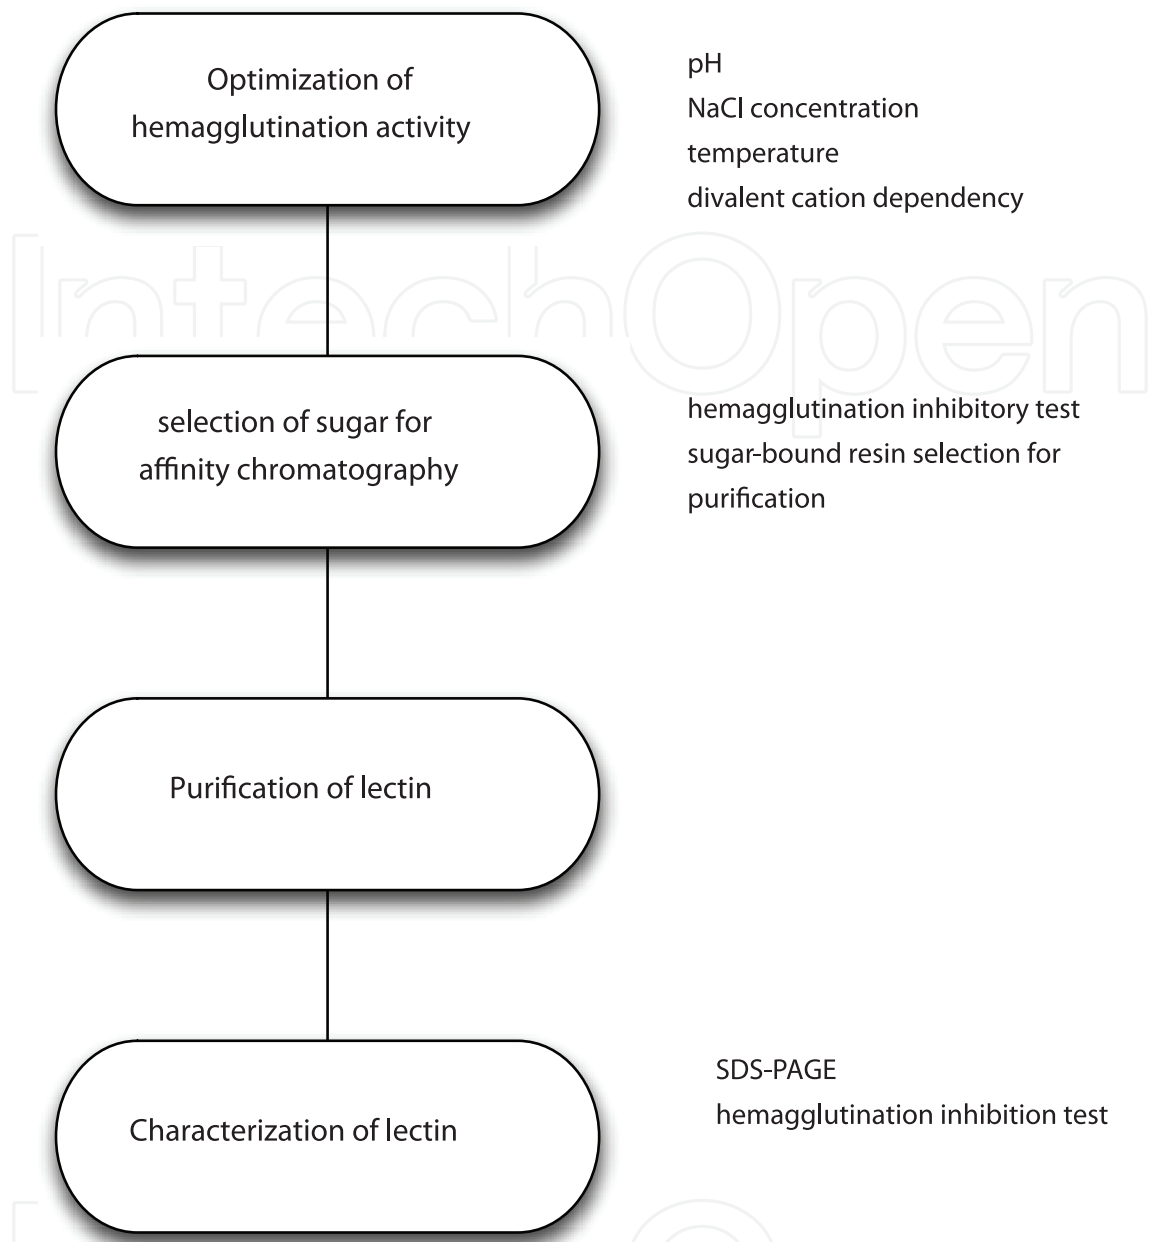 Optimization of
hemagglutination activity
pH
NaCl concentration
temperature
divalent cation dependency
IntechOpen
selection of sugar for
affinity chromatography
hemagglutination inhibitory test
sugar-bound resin selection for
purification
Purification of lectin
Characterization of lectin
SDS-PAGE
hemagglutination inhibition test